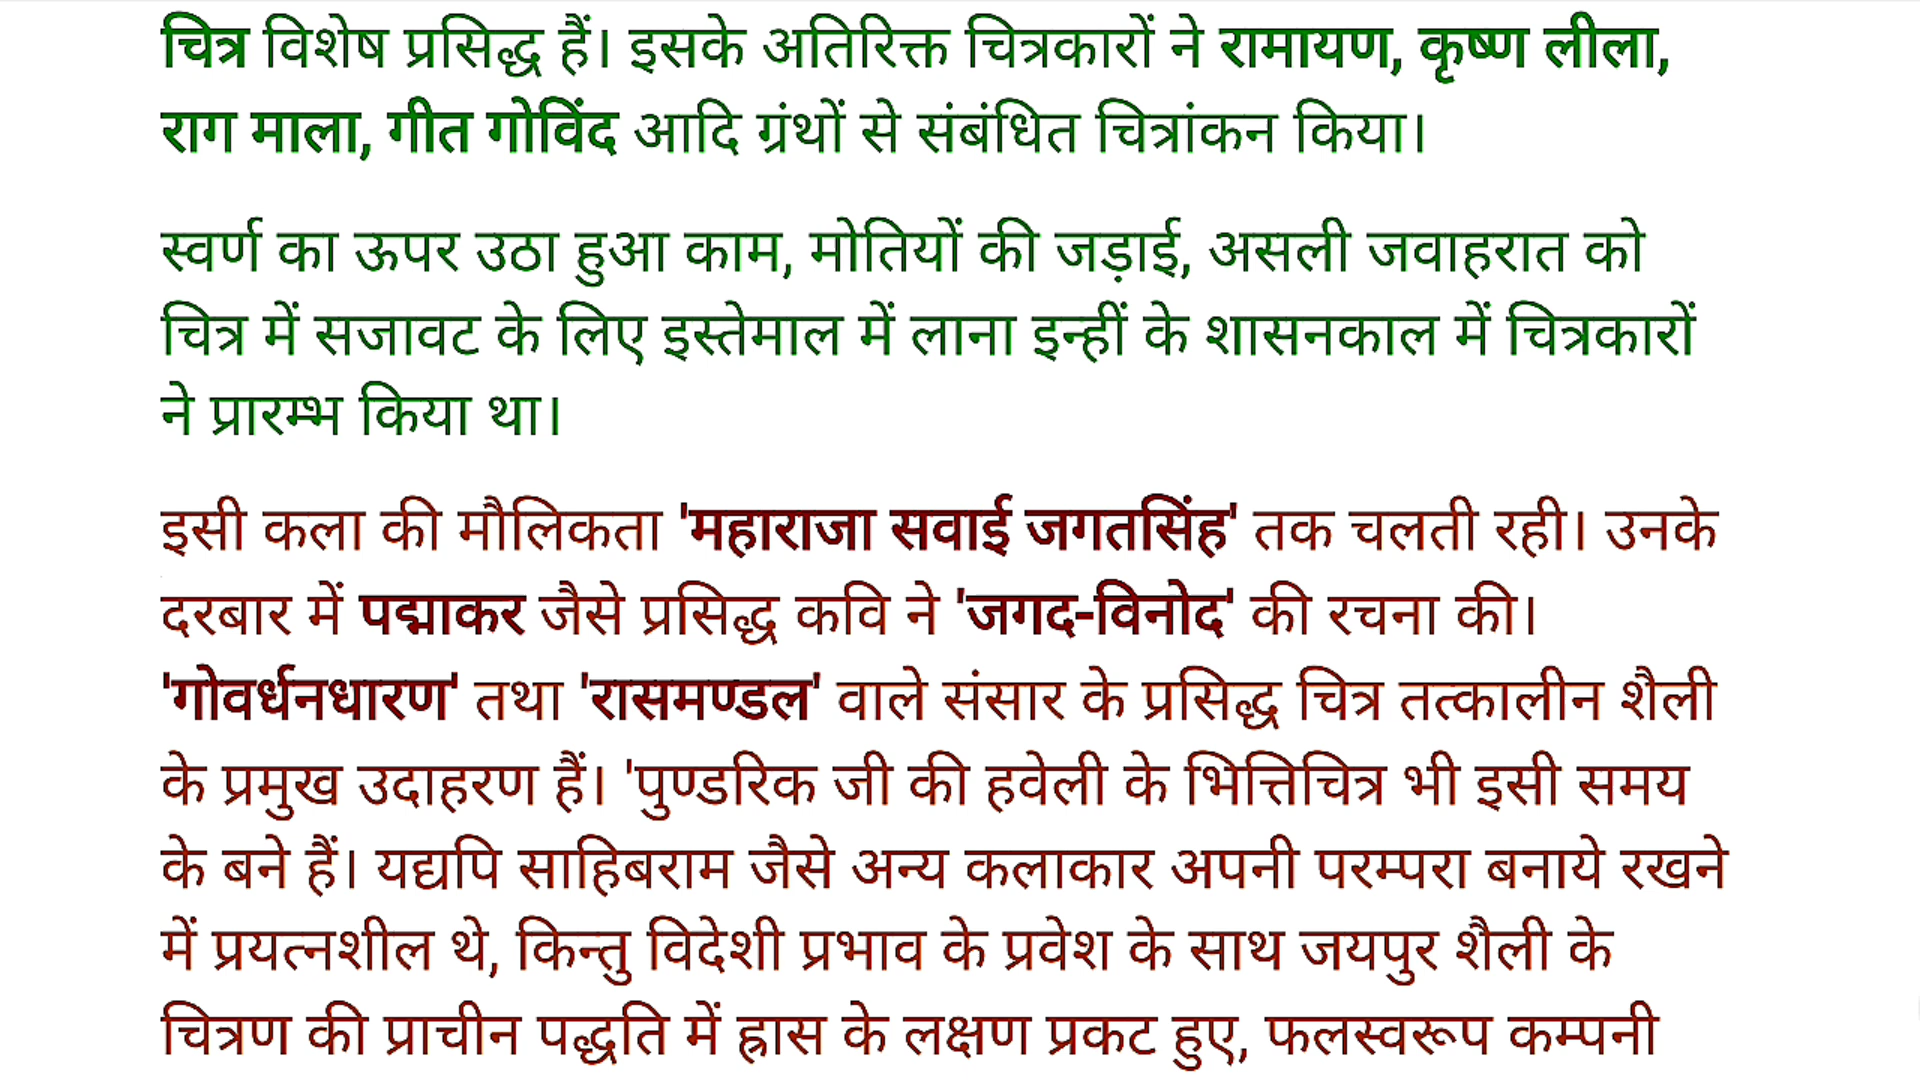 चित्र विशेष प्रसिद्ध हैं। इसके अतिरिक्त चित्रकारों ने रामायण, कृष्ण लीला,
राग माला, गीत गोविंद आदि ग्रंथों से संबंधित चित्रांकन किया।
स्वर्ण का ऊपर उठा हुआ काम, मोतियों की जड़ाई, असली जवाहरात को
चित्र में सजावट के लिए इस्तेमाल में लाना इन्हीं के शासनकाल में चित्रकारों
ने प्रारम्भ किया था।
इसी कला की मौलिकता 'महाराजा सवाई जगतसिंह' तक चलती रही। उनके
दरबार में पद्माकर जैसे प्रसिद्ध कवि ने 'जगद-विनोद' की रचना की।
'गोवर्धनधारण' तथा 'रासमण्डल' वाले संसार के प्रसिद्ध चित्र तत्कालीन शैली
के प्रमुख उदाहरण हैं। 'पुण्डरिक जी की हवेली के भित्तिचित्र भी इसी समय
के बने हैं। यद्यपि साहिबराम जैसे अन्य कलाकार अपनी परम्परा बनाये रखने
में प्रयत्नशील थे, किन्तु विदेशी प्रभाव के प्रवेश के साथ जयपुर शैली के
चित्रण की प्राचीन पद्धति में ह्रास के लक्षण प्रकट हुए, फलस्वरूप कम्पनी